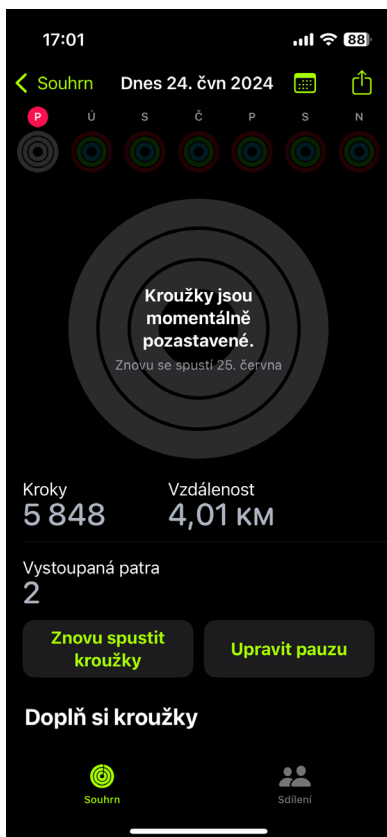 17:01
88
Souhrn
Dnes 24. čvn 2024
P Ú S Č P S N
Kroužky jsou
momentálně
pozastavené.
Znovu se spustí 25. června
Kroky
5 848
Vzdálenost
4,01 KM
Vystoupaná patra
2
Znovu spustit
kroužky
Upravit pauzu
Doplň si kroužky
Souhrn
Sdílení